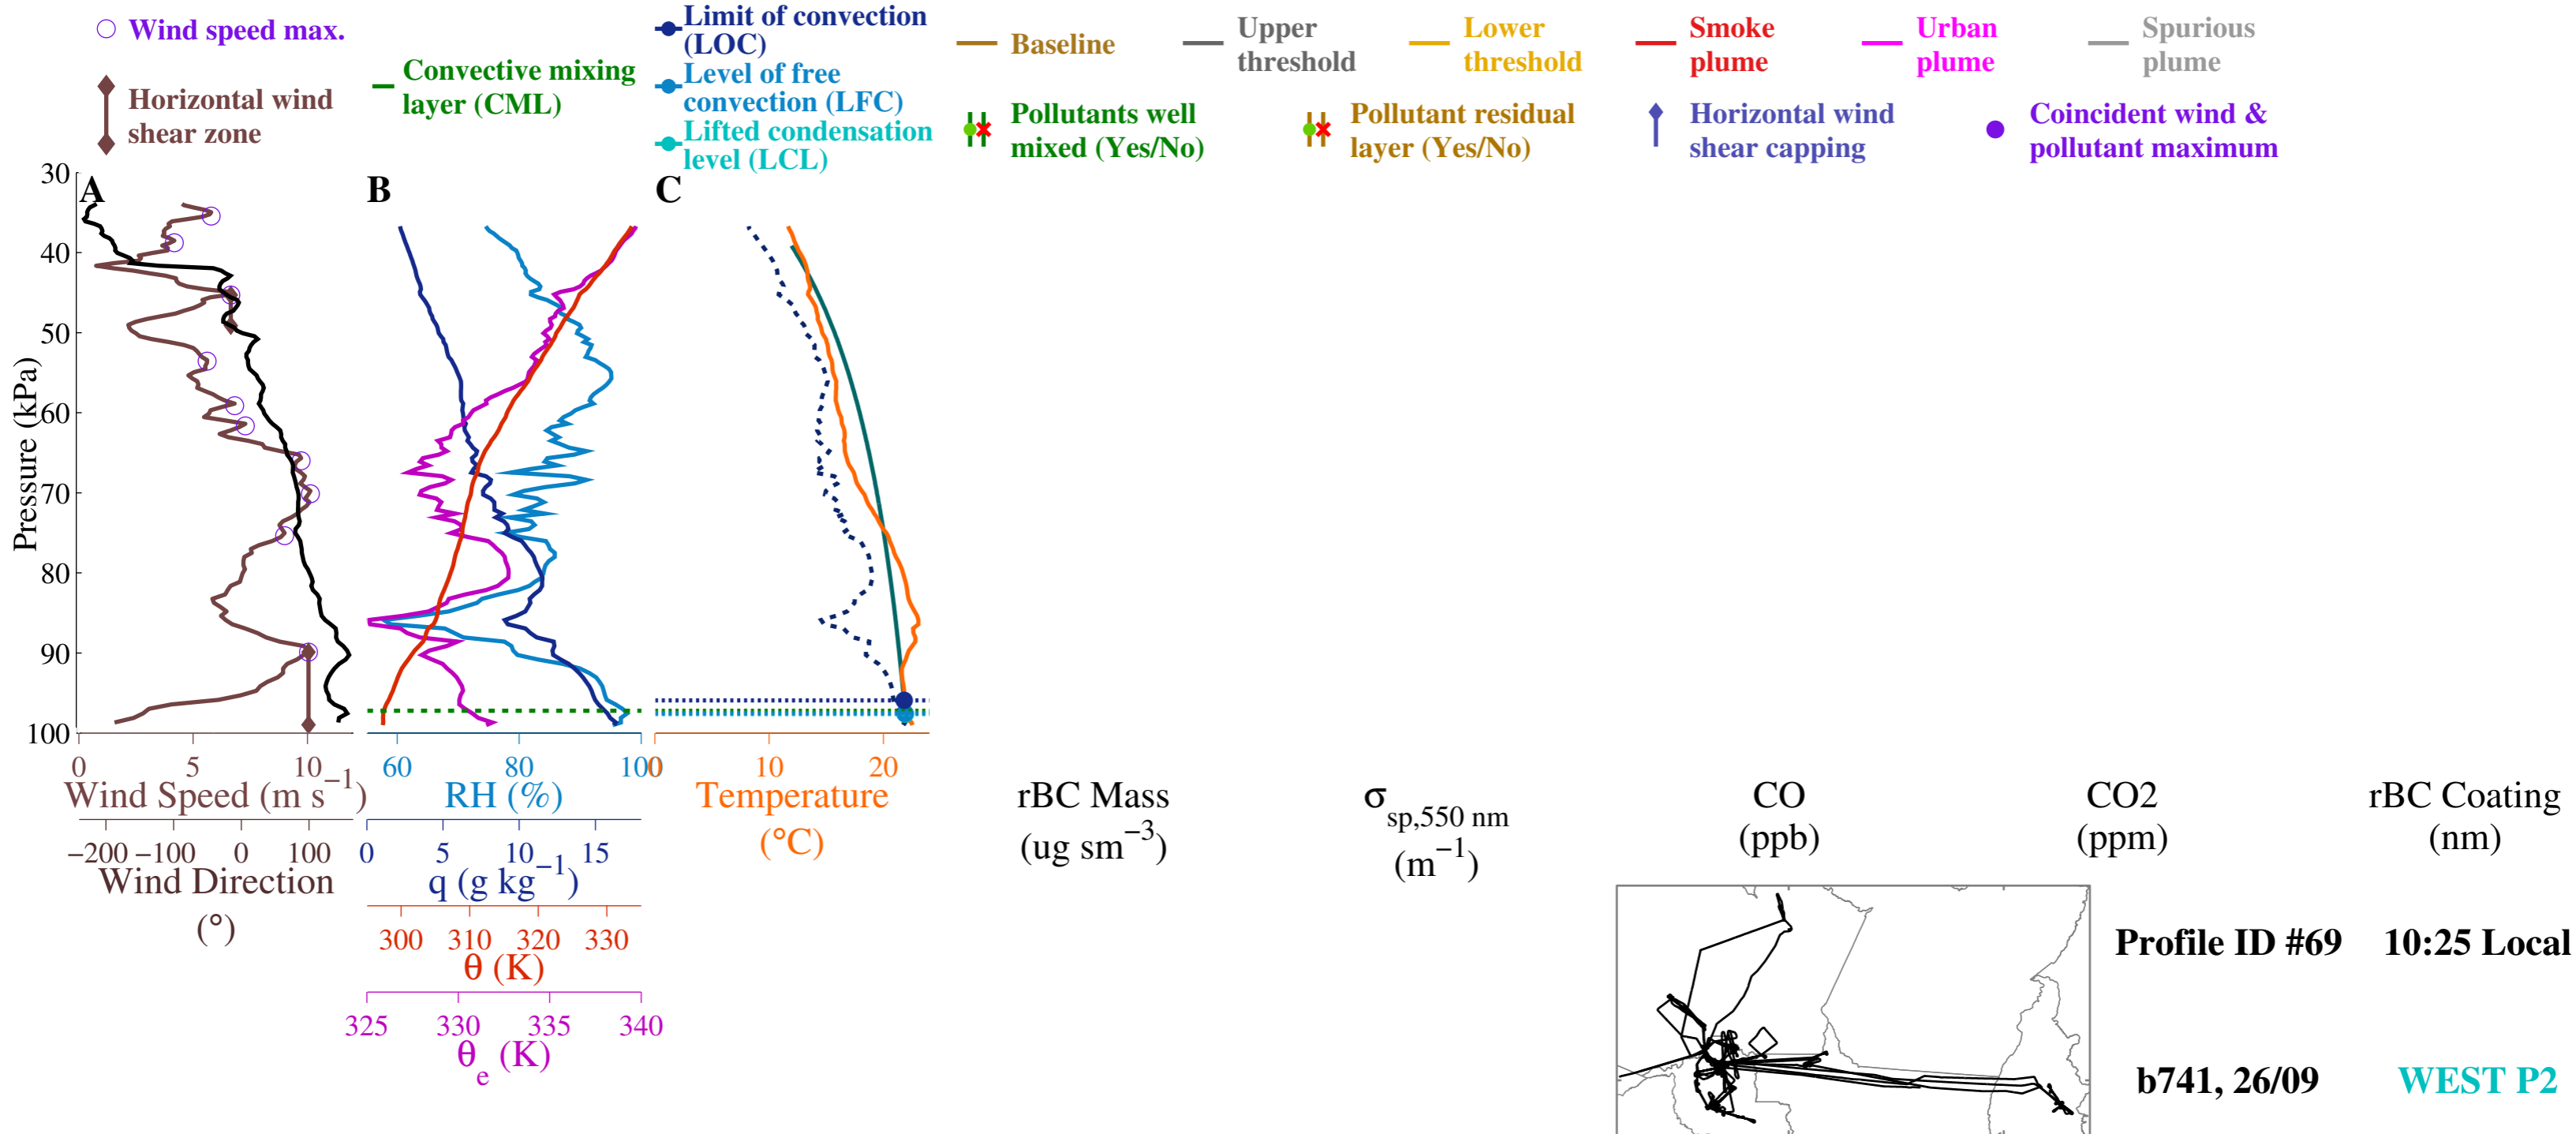 Wind speed max.
Horizontal wind
shear zone
Convective mixing
layer (CML)
Limit of convection
(LOC)
Level of free
convection (LFC)
Lifted condensation
level (LCL)
Baseline
Upper
threshold
Lower
threshold
Smoke
plume
Urban
plume
Spurious
plume
Pollutants well
mixed (Yes/No)
Pollutant residual
layer (Yes/No)
Horizontal wind
shear capping
Coincident wind &
pollutant maximum
A
B
C
Pressure (kPa)
30
40
50
60
70
80
90
100
0 5 10
Wind Speed (m s−1)
−200 −100 0 100
Wind Direction
(°)
60 80 100
RH (%)
0 5 10 15
q (g kg−1)
300 310 320 330
θ (K)
325 330 335 340
θe (K)
0 10 20
Temperature
(°C)
rBC Mass
(ug sm−3)
σsp,550 nm
(m−1)
CO
(ppb)
CO2
(ppm)
rBC Coating
(nm)
Profile ID #69 10:25 Local
b741, 26/09 WEST P2